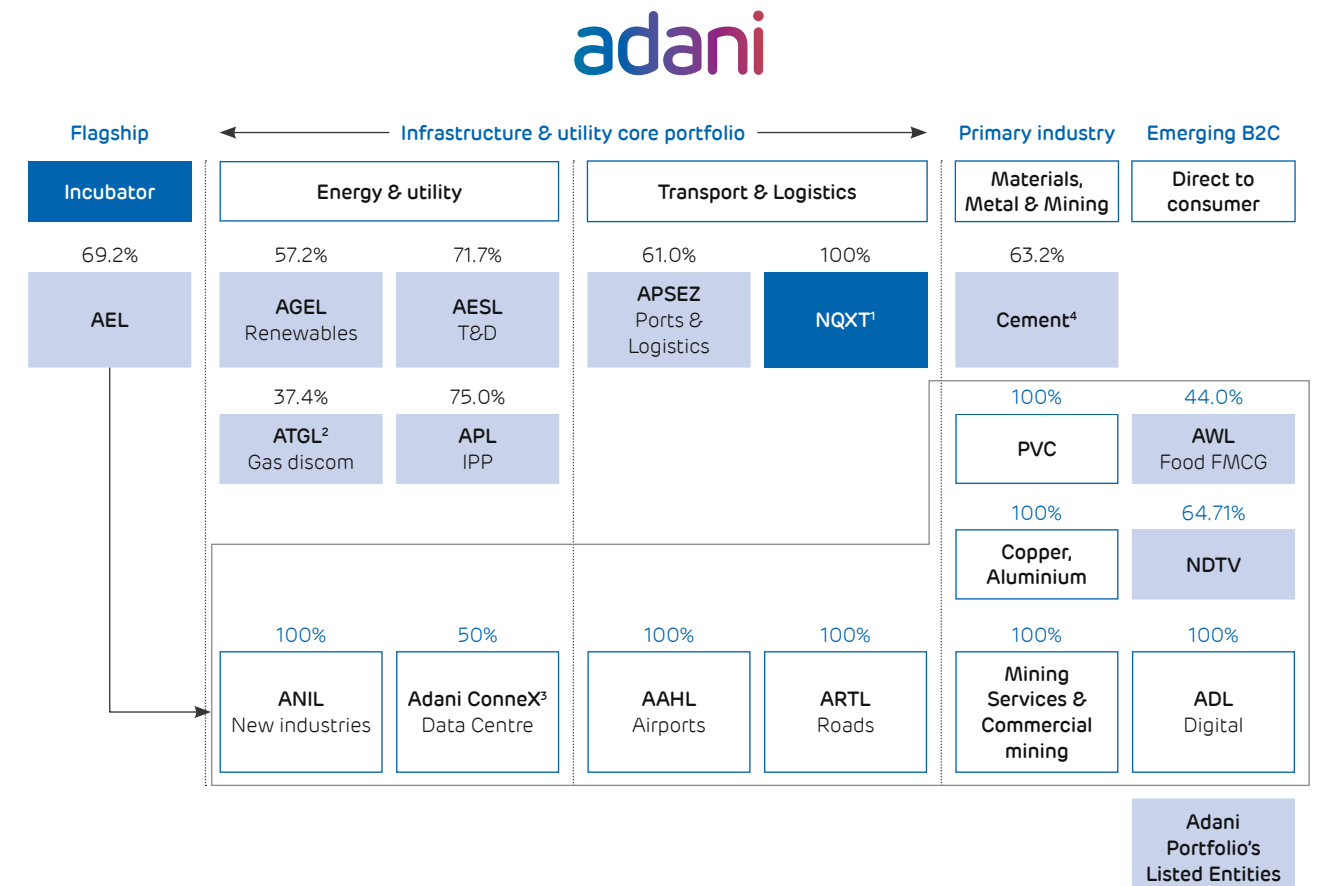 adani
Flagship
Infrastructure & utility core portfolio
Primary industry
Emerging B2C
Incubator
Energy & utility
Transport & Logistics
Materials,
Metal & Mining
Direct to
consumer
69.2%
57.2%
71.7%
61.0%
100%
63.2%
AEL
AGEL
Renewables
AESL
T&D
APSEZ
Ports &
Logistics
NQXT¹
Cement⁴
37.4%
75.0%
100%
44.0%
ATGL²
Gas discom
APL
IPP
PVC
AWL
Food FMCG
100%
64.71%
Copper,
Aluminium
NDTV
100%
50%
100%
100%
100%
100%
ANIL
New industries
Adani ConneX³
Data Centre
AAHL
Airports
ARTL
Roads
Mining
Services &
Commercial
mining
ADL
Digital
Adani
Portfolio's
Listed Entities